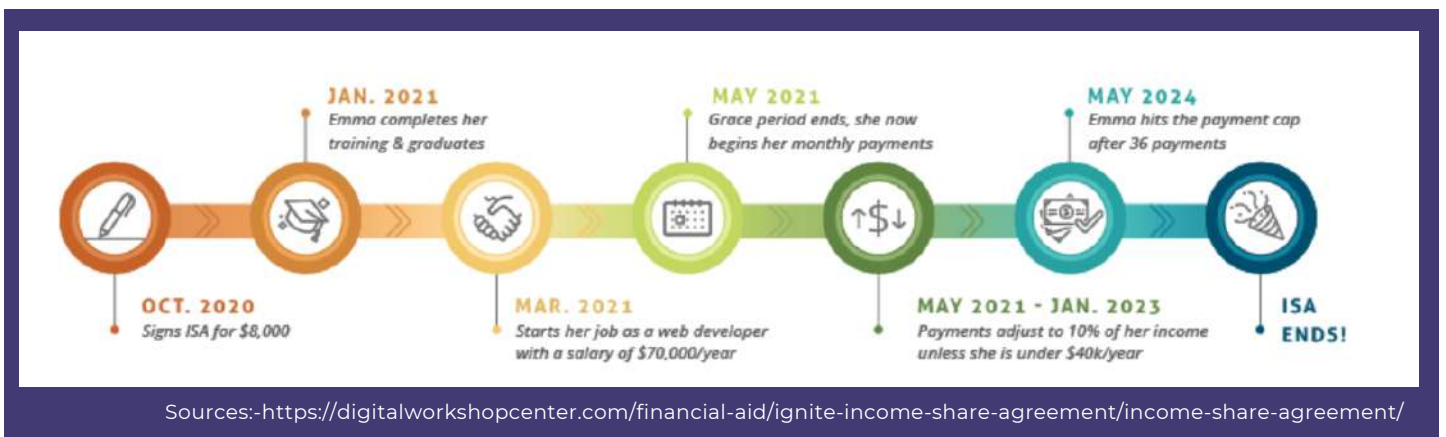 JAN. 2021
Emma completes her
training & graduates
MAY 2021
Grace period ends, she now
begins her monthly payments
MAY 2024
Emma hits the payment cap
after 36 payments
OCT. 2020
Signs ISA for $8,000
MAR. 2021
Starts her job as a web developer
with a salary of $70,000/year
MAY 2021 - JAN. 2023
Payments adjust to 10% of her income
unless she is under $40k/year
ISA
ENDS!
Sources:-https://digitalworkshopcenter.com/financial-aid/ignite-income-share-agreement/income-share-agreement/